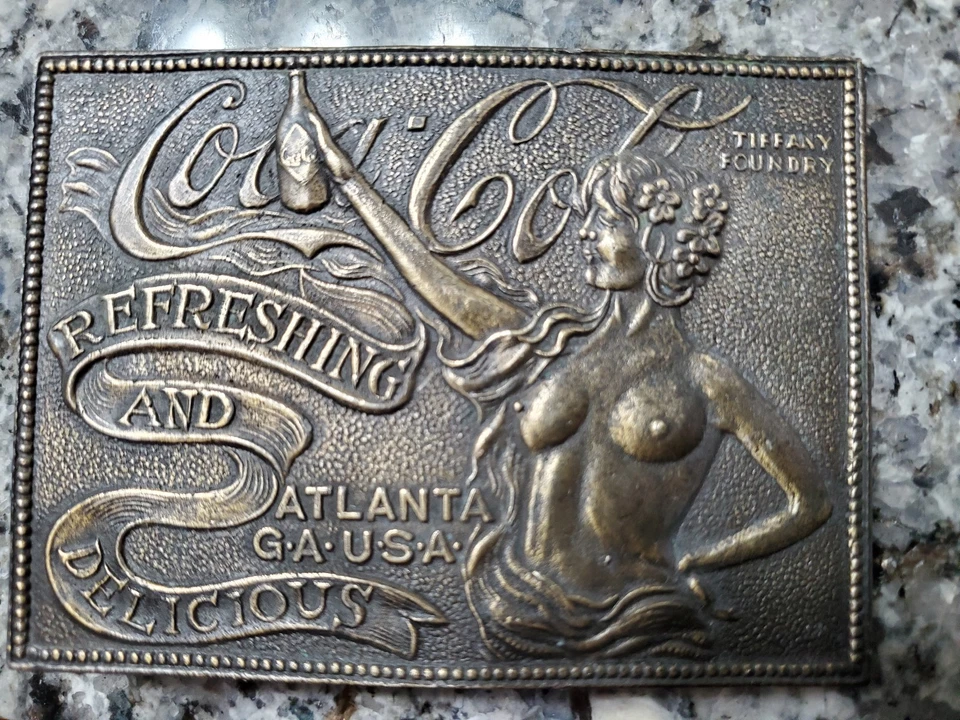 Coca-Cola
TIFFANY
FOUNDRY
REFRESHING
AND
ATLANTA
G·A· U·S·A·
DELICIOUS